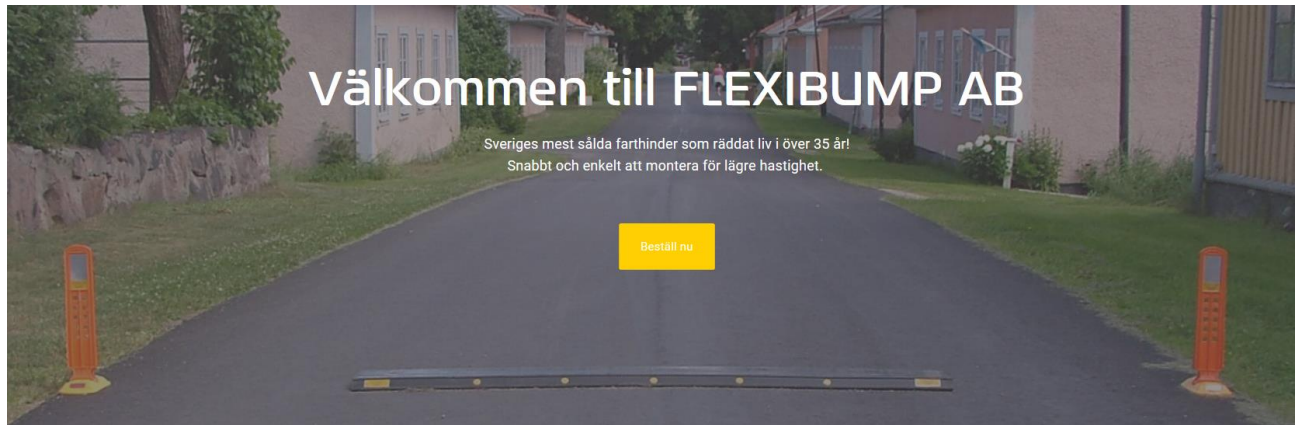 Välkommen till FLEXIBUMP AB
Sveriges mest sålda farthinder som räddat liv i över 35 år!
Snabbt och enkelt att montera för lägre hastighet.
Beställ nu